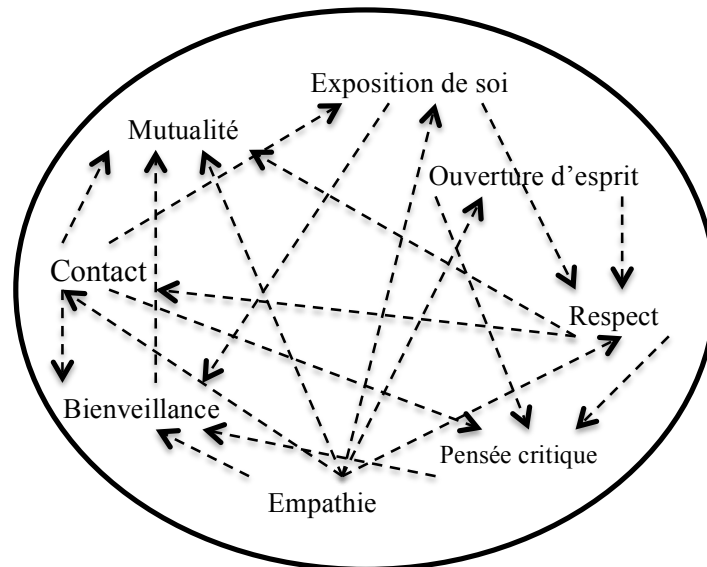 Exposition de soi
Mutualité
Ouverture d'esprit
Contact
Respect
Bienveillance
Pensée critique
Empathie